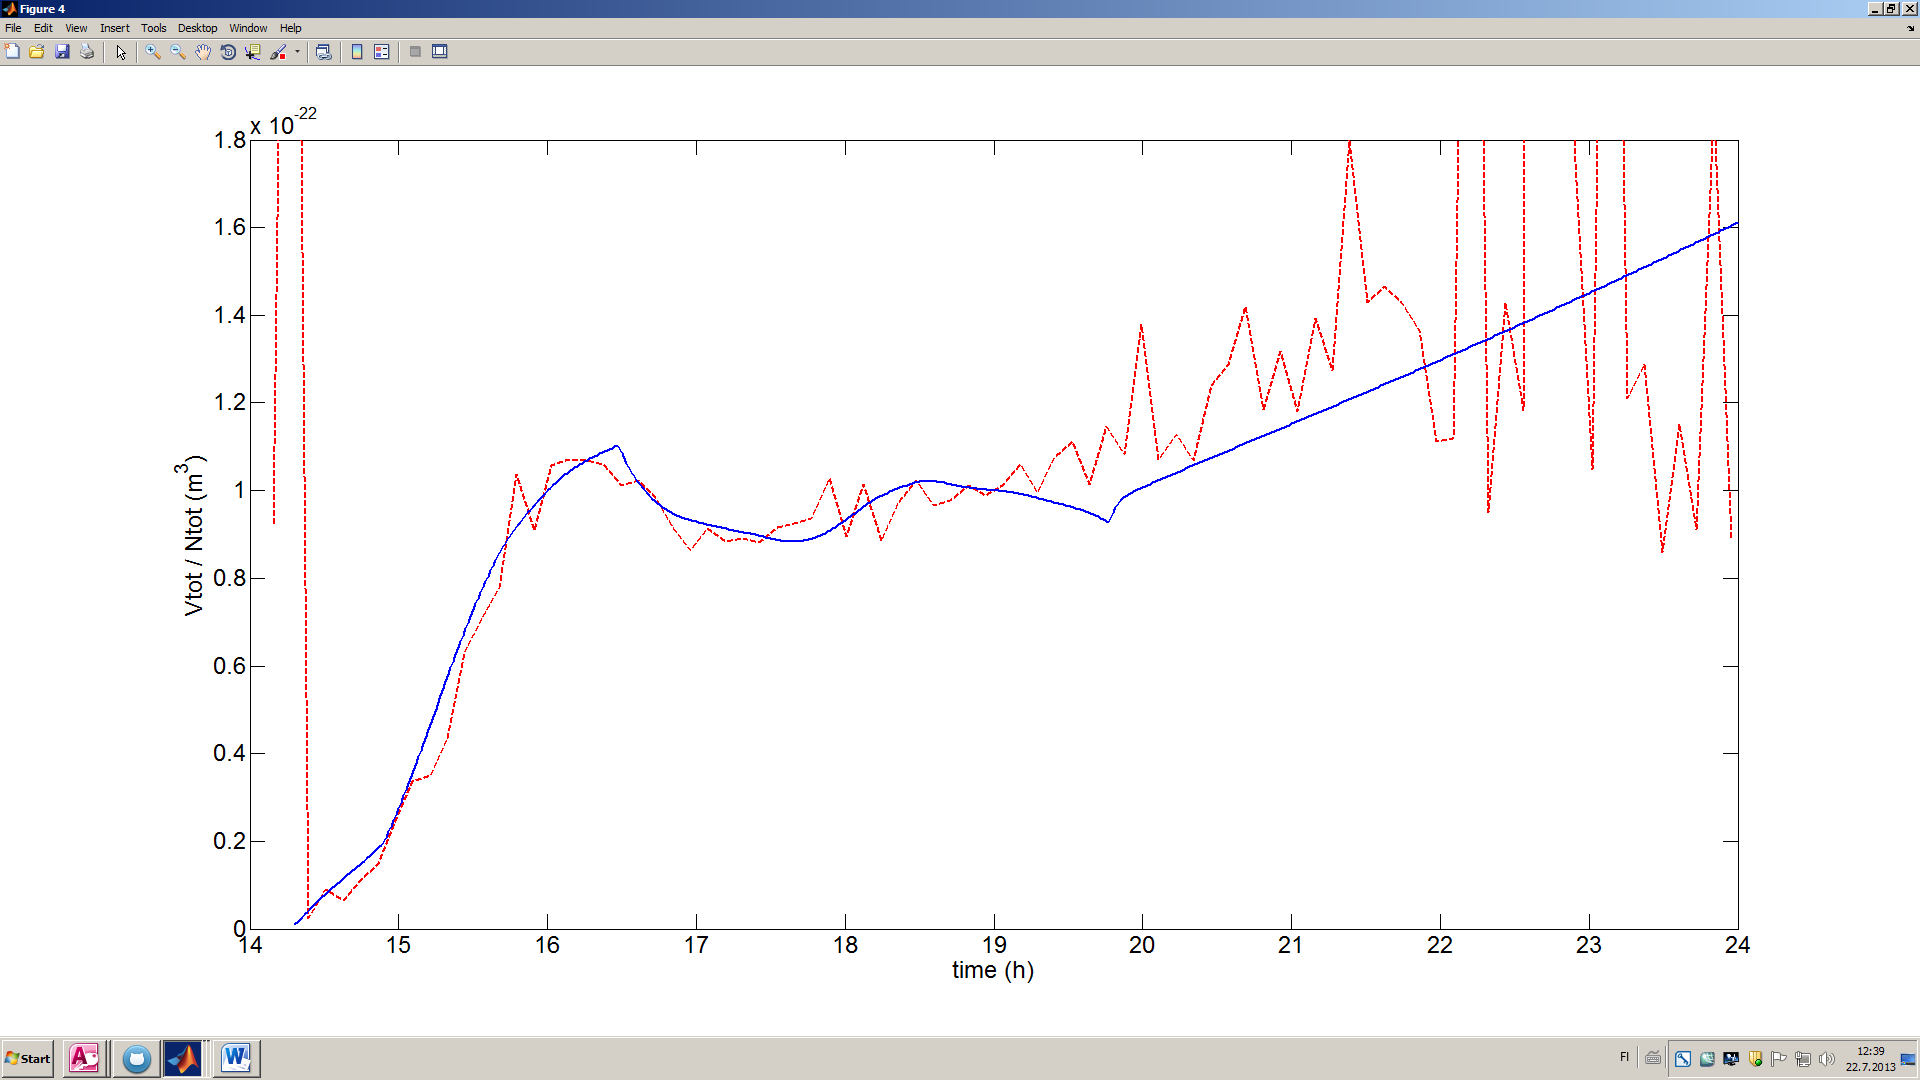 Figure 4
File Edit View Insert Tools Desktop Window Help
x 10-22
1.8
1.6
1.4
1.2
1
0.8
0.6
0.4
0.2
0
Vtot / Ntot (m3)
14 15 16 17 18 19 20 21 22 23 24
time (h)
Start
FI
12:39
22.7.2013